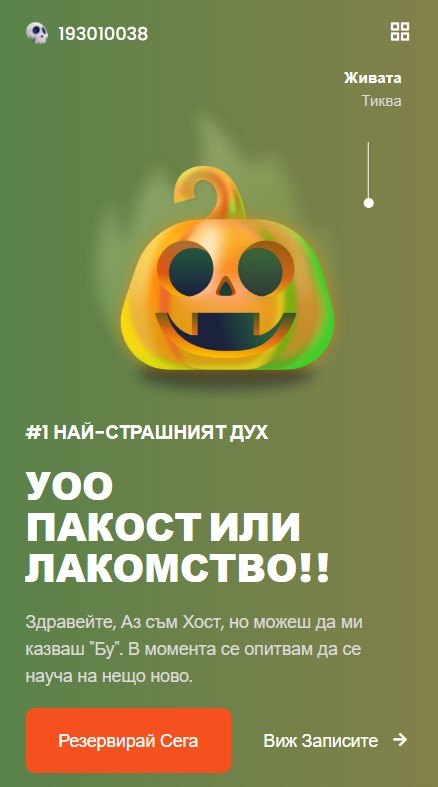 193010038
Живата
Тиква
#1 НАЙ-СТРАШНИЯТ ДУХ
УОО
ПАКОСТ ИЛИ
ЛАКОМСТВО!!
Здравейте, Аз съм Хост, но можеш да ми
казваш "Бу". В момента се опитвам да се
науча на нещо ново.
Резервирай Сега
Виж Записите